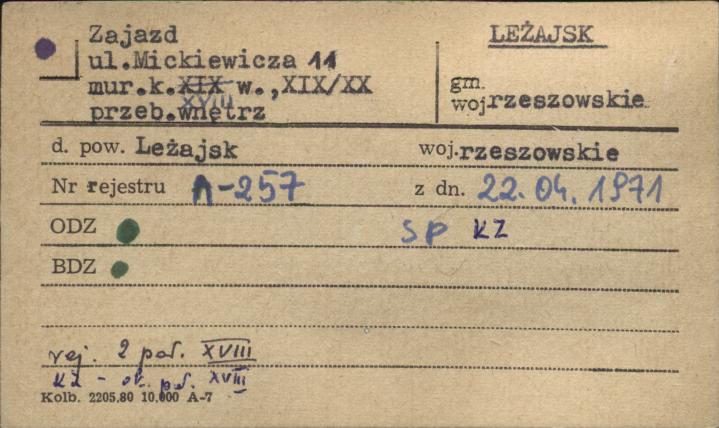 Zajazd
ul.Mickiewicza 11
mur.k.XIX w.,XIX/XX
XVIII
przeb.wnętrz
LEŻAJSK
gm.
woj rzeszowskie
d. pow. Leżajsk woj. rzeszowskie
Nr rejestru A-257 z dn. 22.04.1971
ODZ SP KZ
BDZ
rej. 2 poł. XVIII
KZ - ok. poł. XVIII
Kolb. 2205.80 10.000 A-7